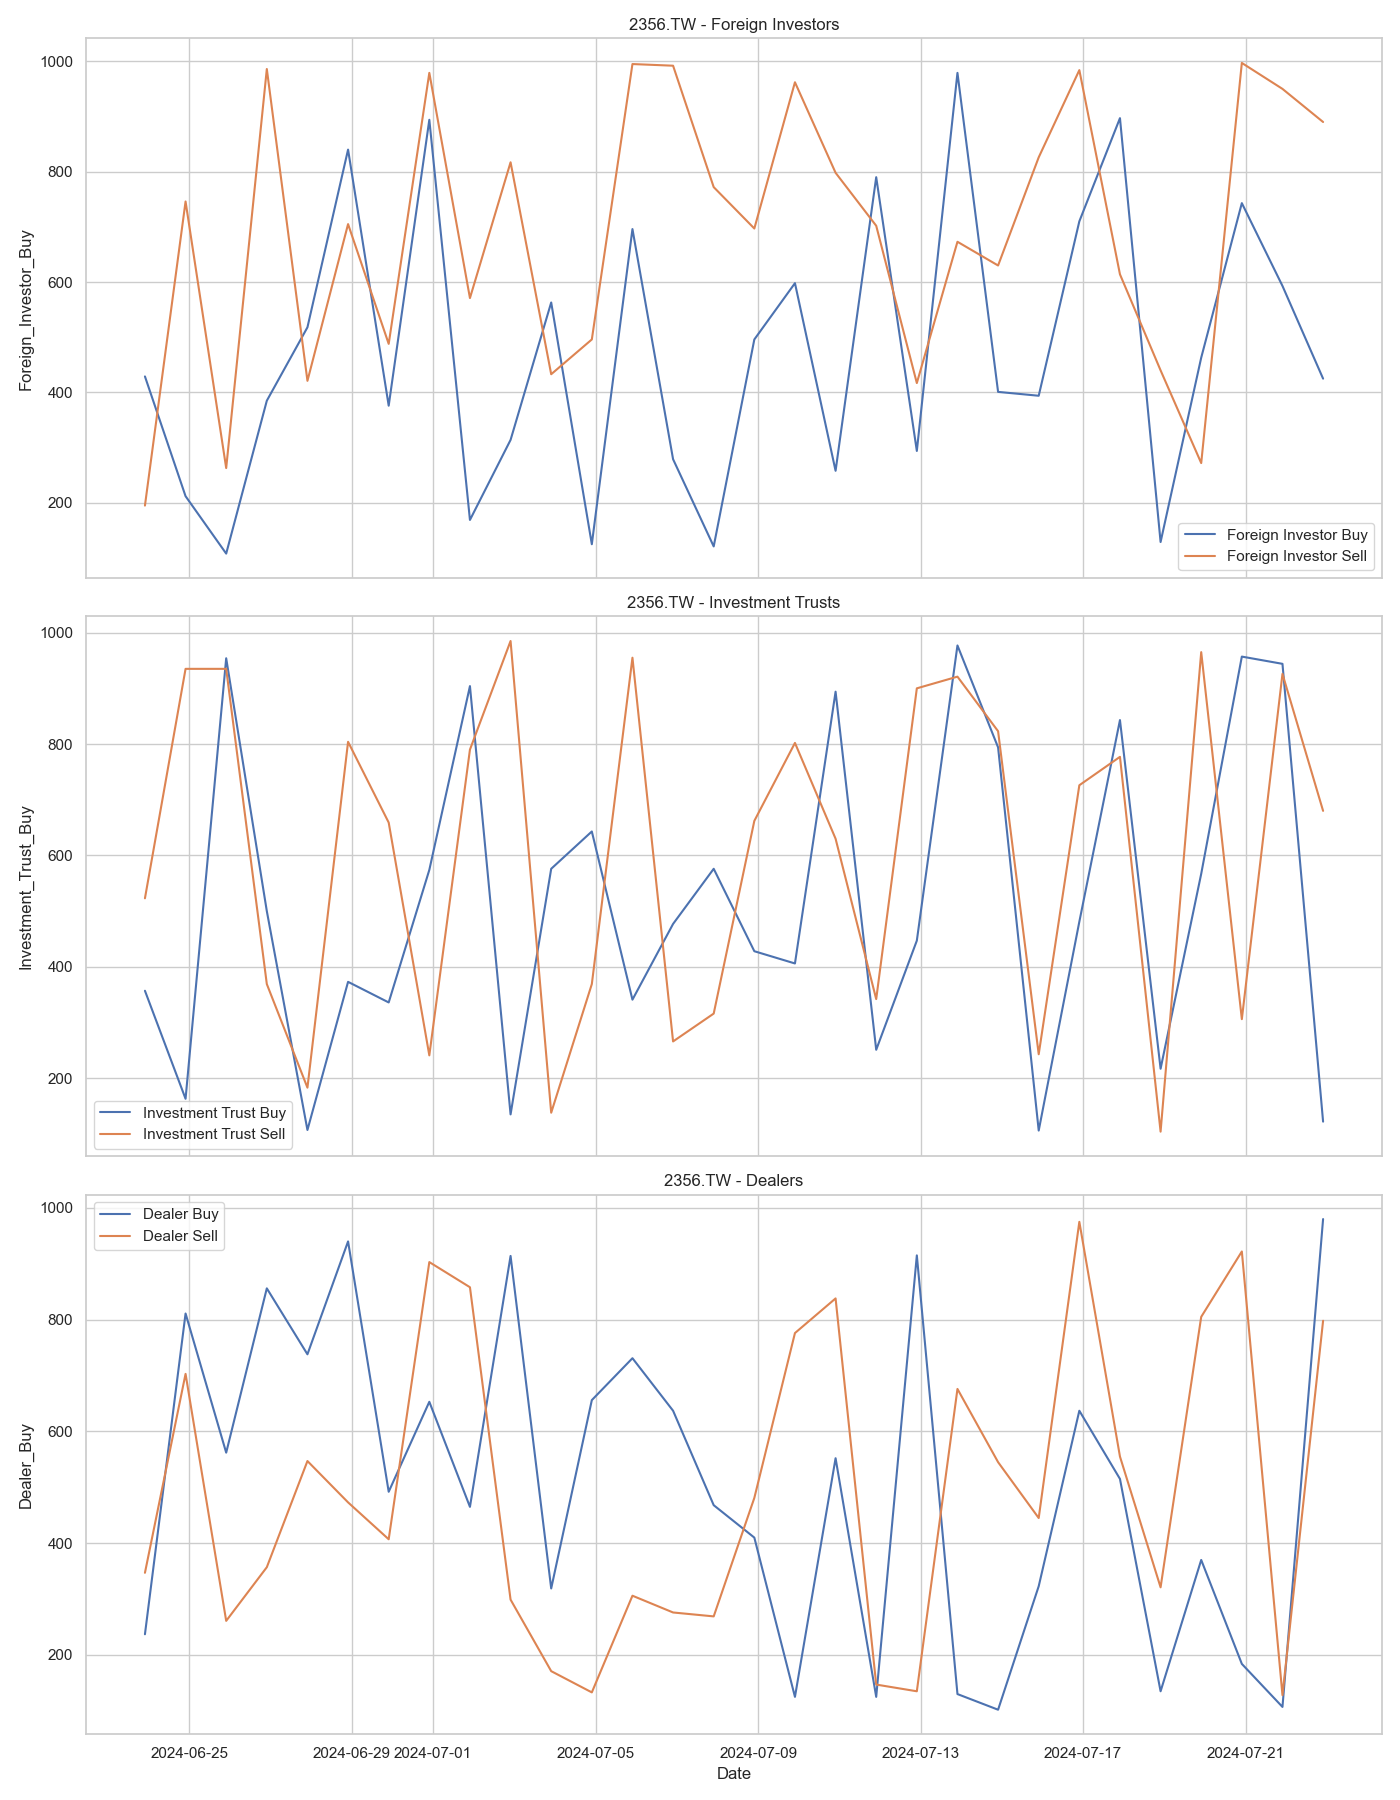 2356.TW - Foreign Investors
1000
800
600
400
200
Foreign_Investor_Buy
Foreign Investor Buy
Foreign Investor Sell
2356.TW - Investment Trusts
1000
800
600
400
200
Investment_Trust_Buy
Investment Trust Buy
Investment Trust Sell
2356.TW - Dealers
1000
800
600
400
200
Dealer_Buy
Dealer Buy
Dealer Sell
2024-06-25 2024-06-29 2024-07-01 2024-07-05 2024-07-09 2024-07-13 2024-07-17 2024-07-21
Date